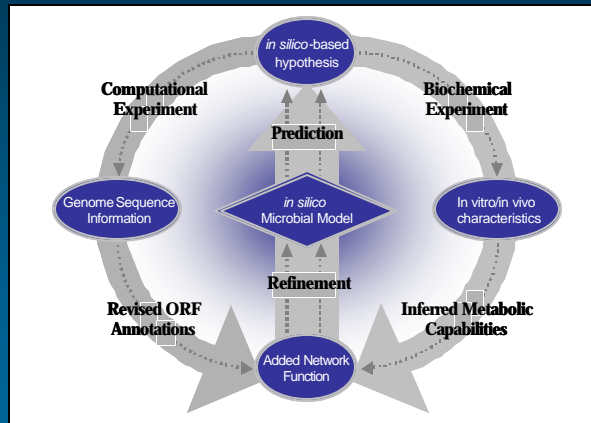 in silico-based
hypothesis
Computational
Experiment
Biochemical
Experiment
Prediction
Genome Sequence
Information
in silico
Microbial Model
In vitro/in vivo
characteristics
Refinement
Revised ORF
Annotations
Inferred Metabolic
Capabilities
Added Network
Function